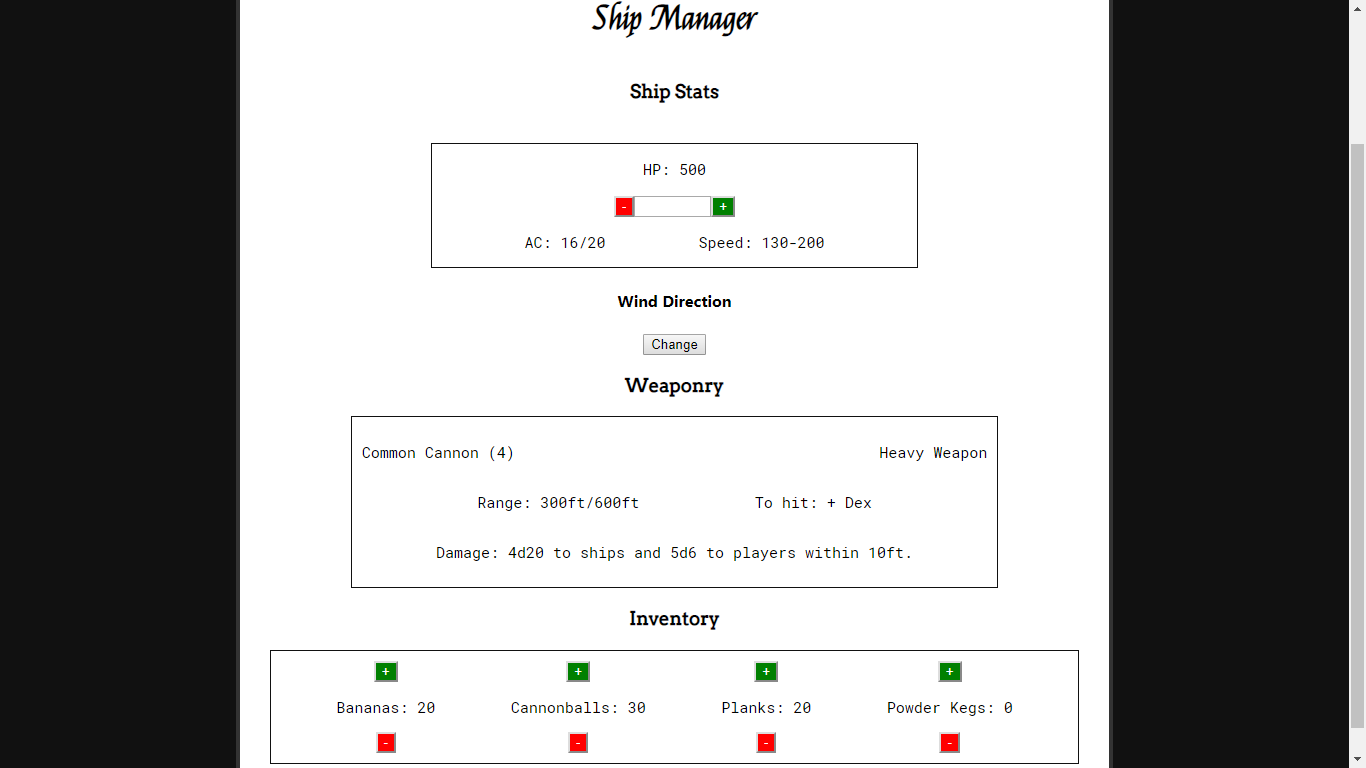 Ship Manager
Ship Stats
HP: 500
- +
AC: 16/20 Speed: 130-200
Wind Direction
Change
Weaponry
Common Cannon (4) Heavy Weapon
Range: 300ft/600ft To hit: + Dex
Damage: 4d20 to ships and 5d6 to players within 10ft.
Inventory
+ + + +
Bananas: 20 Cannonballs: 30 Planks: 20 Powder Kegs: 0
- - - -